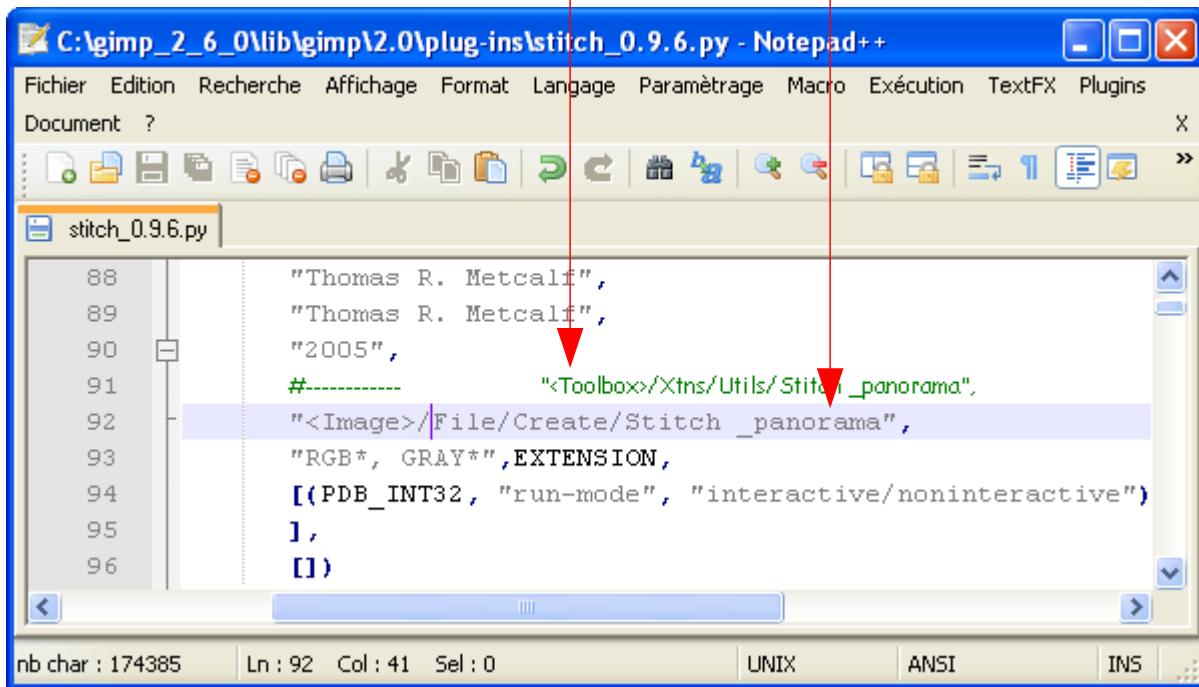 C:\gimp_2_6_0\lib\gimp\2.0\plug-ins\stitch_0.9.6.py - Notepad++
Fichier Edition Recherche Affichage Format Langage Paramètrage Macro Exécution TextFX Plugins
Document ? X
stitch_0.9.6.py
88 "Thomas R. Metcalf",
89 "Thomas R. Metcalf",
90 "2005",
91 #------------ "<Toolbox>/Xtns/Utils/Stitch _panorama",
92 "<Image>/File/Create/Stitch _panorama",
93 "RGB*, GRAY*",EXTENSION,
94 [(PDB_INT32, "run-mode", "interactive/noninteractive")
95 ],
96 [])
nb char : 174385 Ln : 92 Col : 41 Sel : 0 UNIX ANSI INS